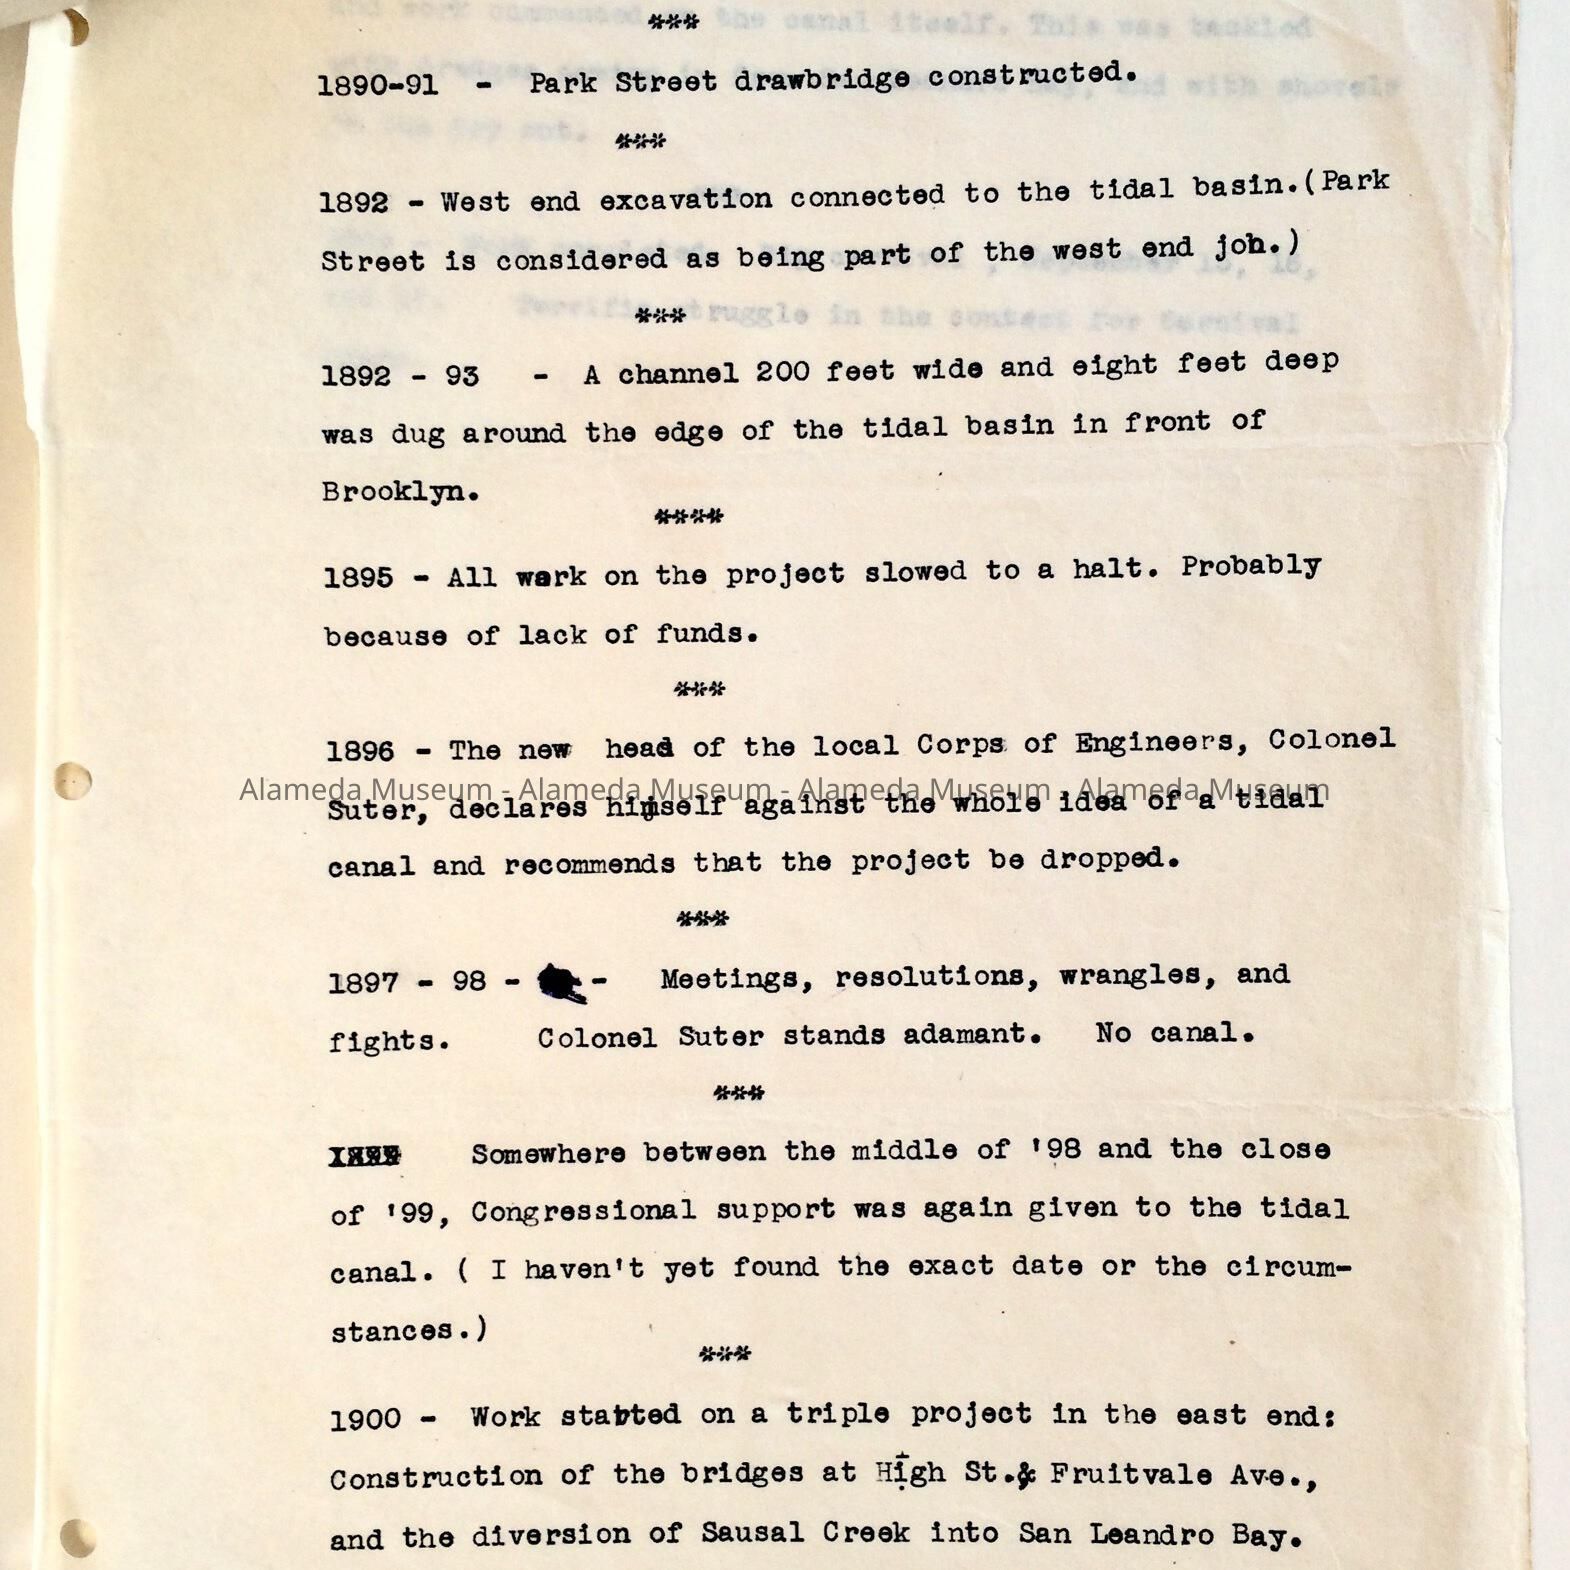 ***
1890-91 - Park Street drawbridge constructed.
***
1892 - West end excavation connected to the tidal basin.(Park
Street is considered as being part of the west end job.)
***
1892 - 93 - A channel 200 feet wide and eight feet deep
was dug around the edge of the tidal basin in front of
Brooklyn.
****
1895 - All work on the project slowed to a halt. Probably
because of lack of funds.
***
1896 - The new head of the local Corps of Engineers, Colonel
Alameda Museum - Alameda Museum - Alameda Museum - Alameda Museum
Suter, declares himself against the whole idea of a tidal
canal and recommends that the project be dropped.
***
1897 - 98 - - Meetings, resolutions, wrangles, and
fights. Colonel Suter stands adamant. No canal.
***
Somewhere between the middle of '98 and the close
of '99, Congressional support was again given to the tidal
canal. ( I haven't yet found the exact date or the circum-
stances.)
***
1900 - Work started on a triple project in the east end:
Construction of the bridges at High St.& Fruitvale Ave.,
and the diversion of Sausal Creek into San Leandro Bay.